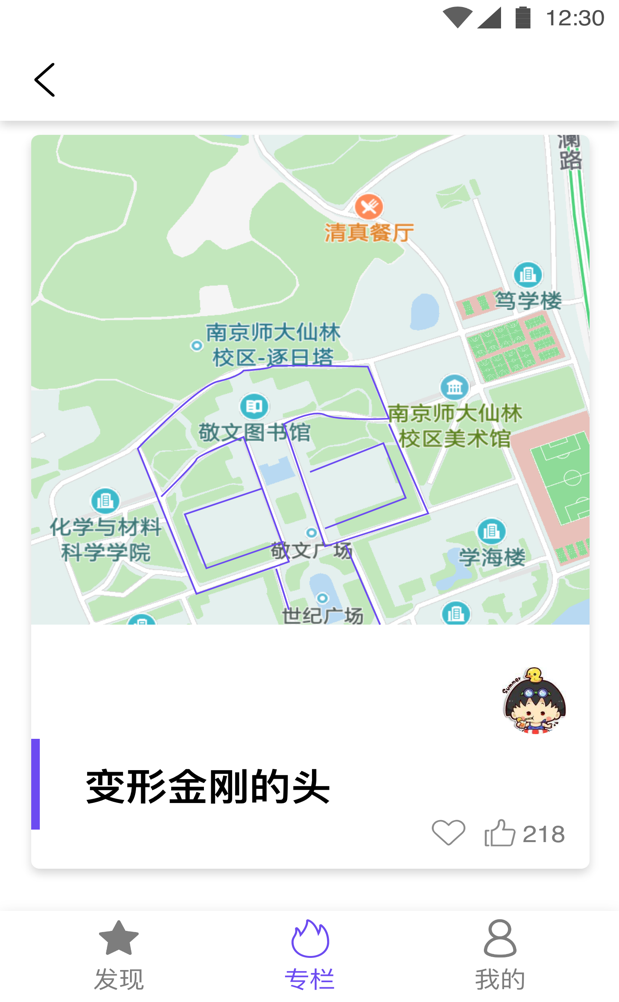 12:30
澜
路
清真餐厅
笃学楼
南京师大仙林
校区-逐日塔
南京师大仙林
校区美术馆
敬文图书馆
化学与材料
科学学院
敬文广场
学海楼
世纪广场
Summer
变形金刚的头
218
发现
专栏
我的